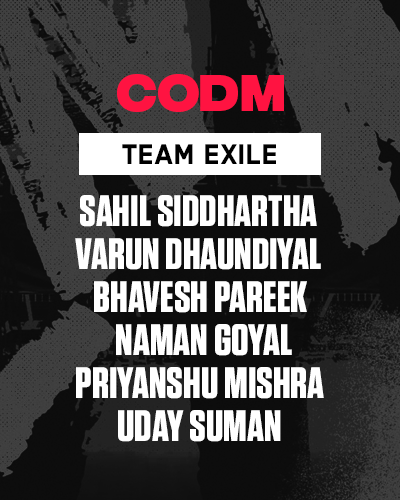 CODM
TEAM EXILE
SAHIL SIDDHARTHA
VARUN DHAUNDIYAL
BHAVESH PAREEK
NAMAN GOYAL
PRIYANSHU MISHRA
UDAY SUMAN